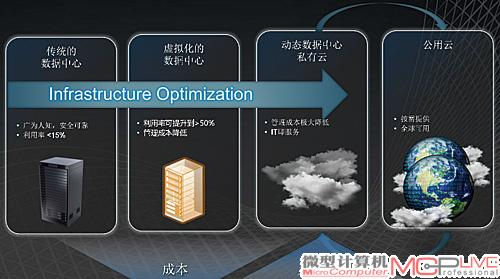 传统的
数据中心
虚拟化的
数据中心
动态数据中心
私有云
公用云
Infrastructure Optimization
• 广为人知，安全可靠
• 利用率 <15%
• 利用率可提升到>50%
• 管理成本降低
• 管理成本极大降低
• IT即服务
• 按需提供
• 全球可用
成本
微型计算机
MicroComputer
MCPLIVE
Professional